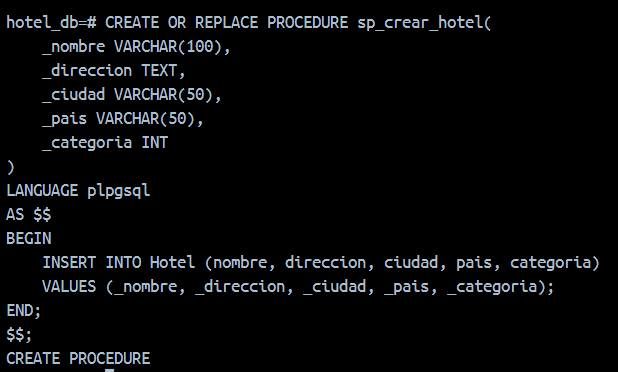 hotel_db=# CREATE OR REPLACE PROCEDURE sp_crear_hotel(
    _nombre VARCHAR(100),
    _direccion TEXT,
    _ciudad VARCHAR(50),
    _pais VARCHAR(50),
    _categoria INT
)
LANGUAGE plpgsql
AS $$
BEGIN
    INSERT INTO Hotel (nombre, direccion, ciudad, pais, categoria)
    VALUES (_nombre, _direccion, _ciudad, _pais, _categoria);
END;
$$;
CREATE PROCEDURE